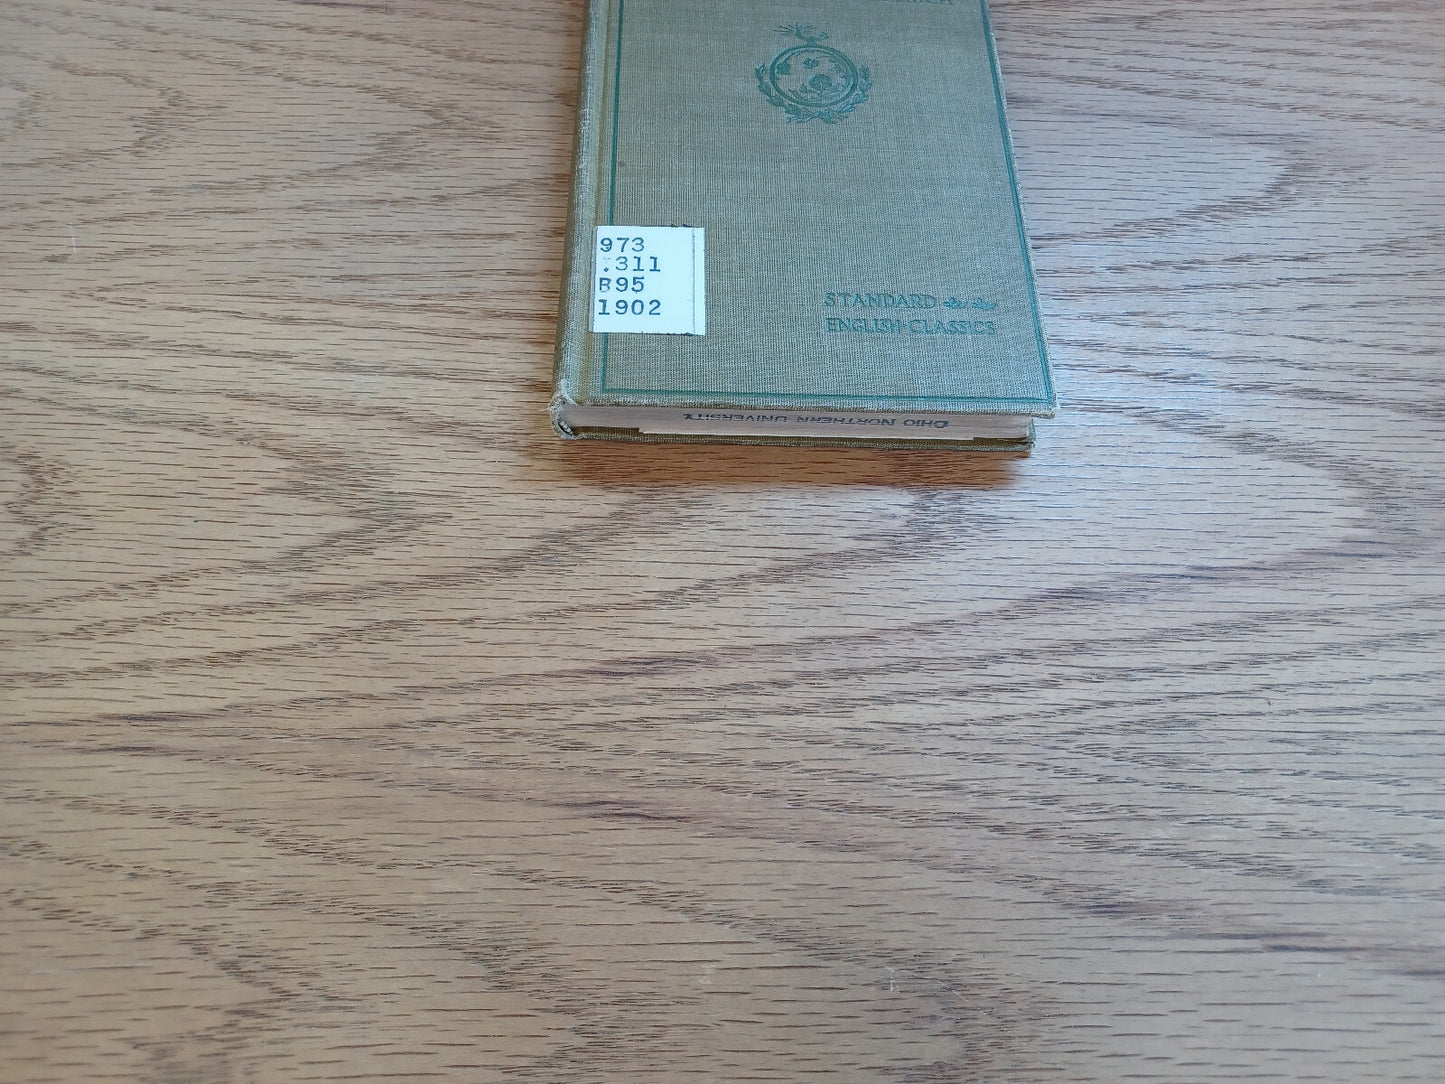 973
.311
B95
1902
STANDARD
ENGLISH CLASSICS
OHIO NORTHERN UNIVERSITY